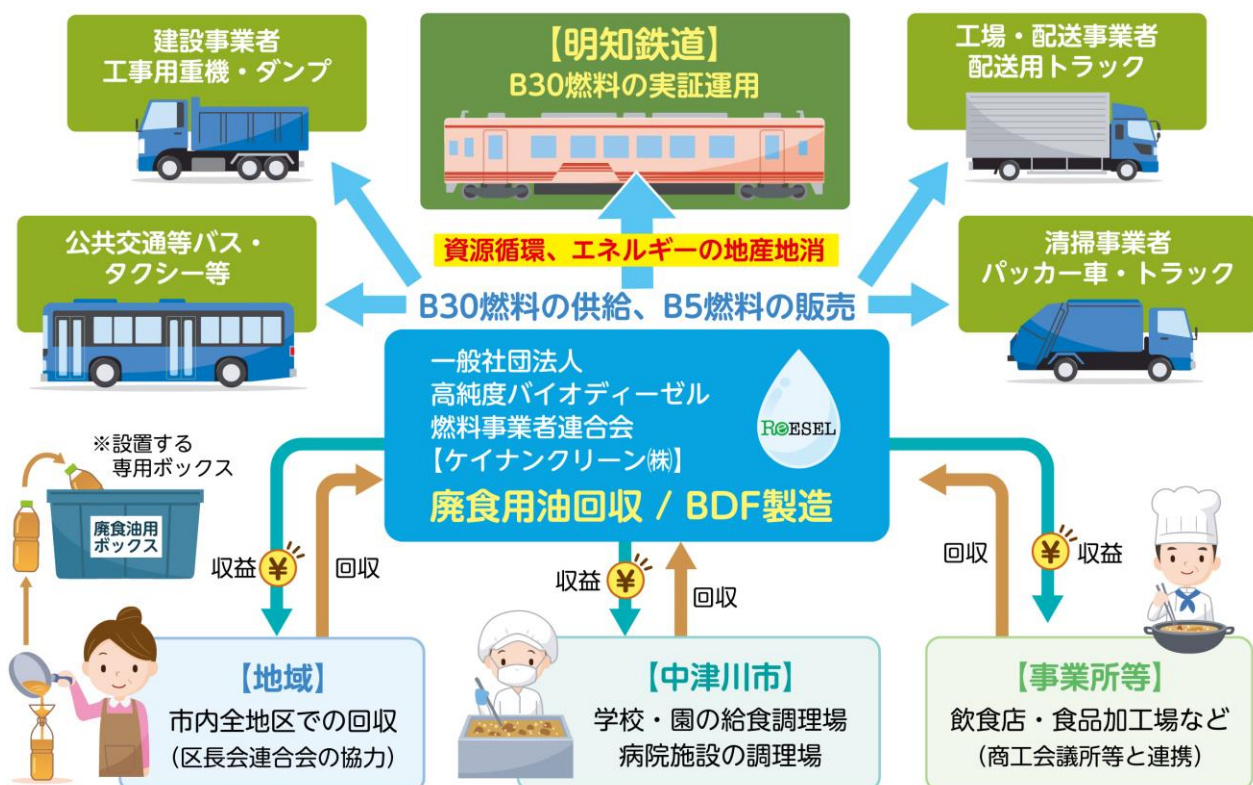 建設事業者
工事用重機・ダンプ
【明知鉄道】
B30燃料の実証運用
工場・配送事業者
配送用トラック
公共交通等バス・
タクシー等
資源循環、エネルギーの地産地消
清掃事業者
パッカー車・トラック
B30燃料の供給、B5燃料の販売
一般社団法人
高純度バイオディーゼル
燃料事業者連合会
【ケイナンクリーン㈱】
ReESEL
廃食用油回収 / BDF製造
※設置する
専用ボックス
廃食油用
ボックス
収益
¥
回収
収益
¥
回収
回収
¥
収益
【地域】
市内全地区での回収
（区長会連合会の協力）
【中津川市】
学校・園の給食調理場
病院施設の調理場
【事業所等】
飲食店・食品加工場など
（商工会議所等と連携）